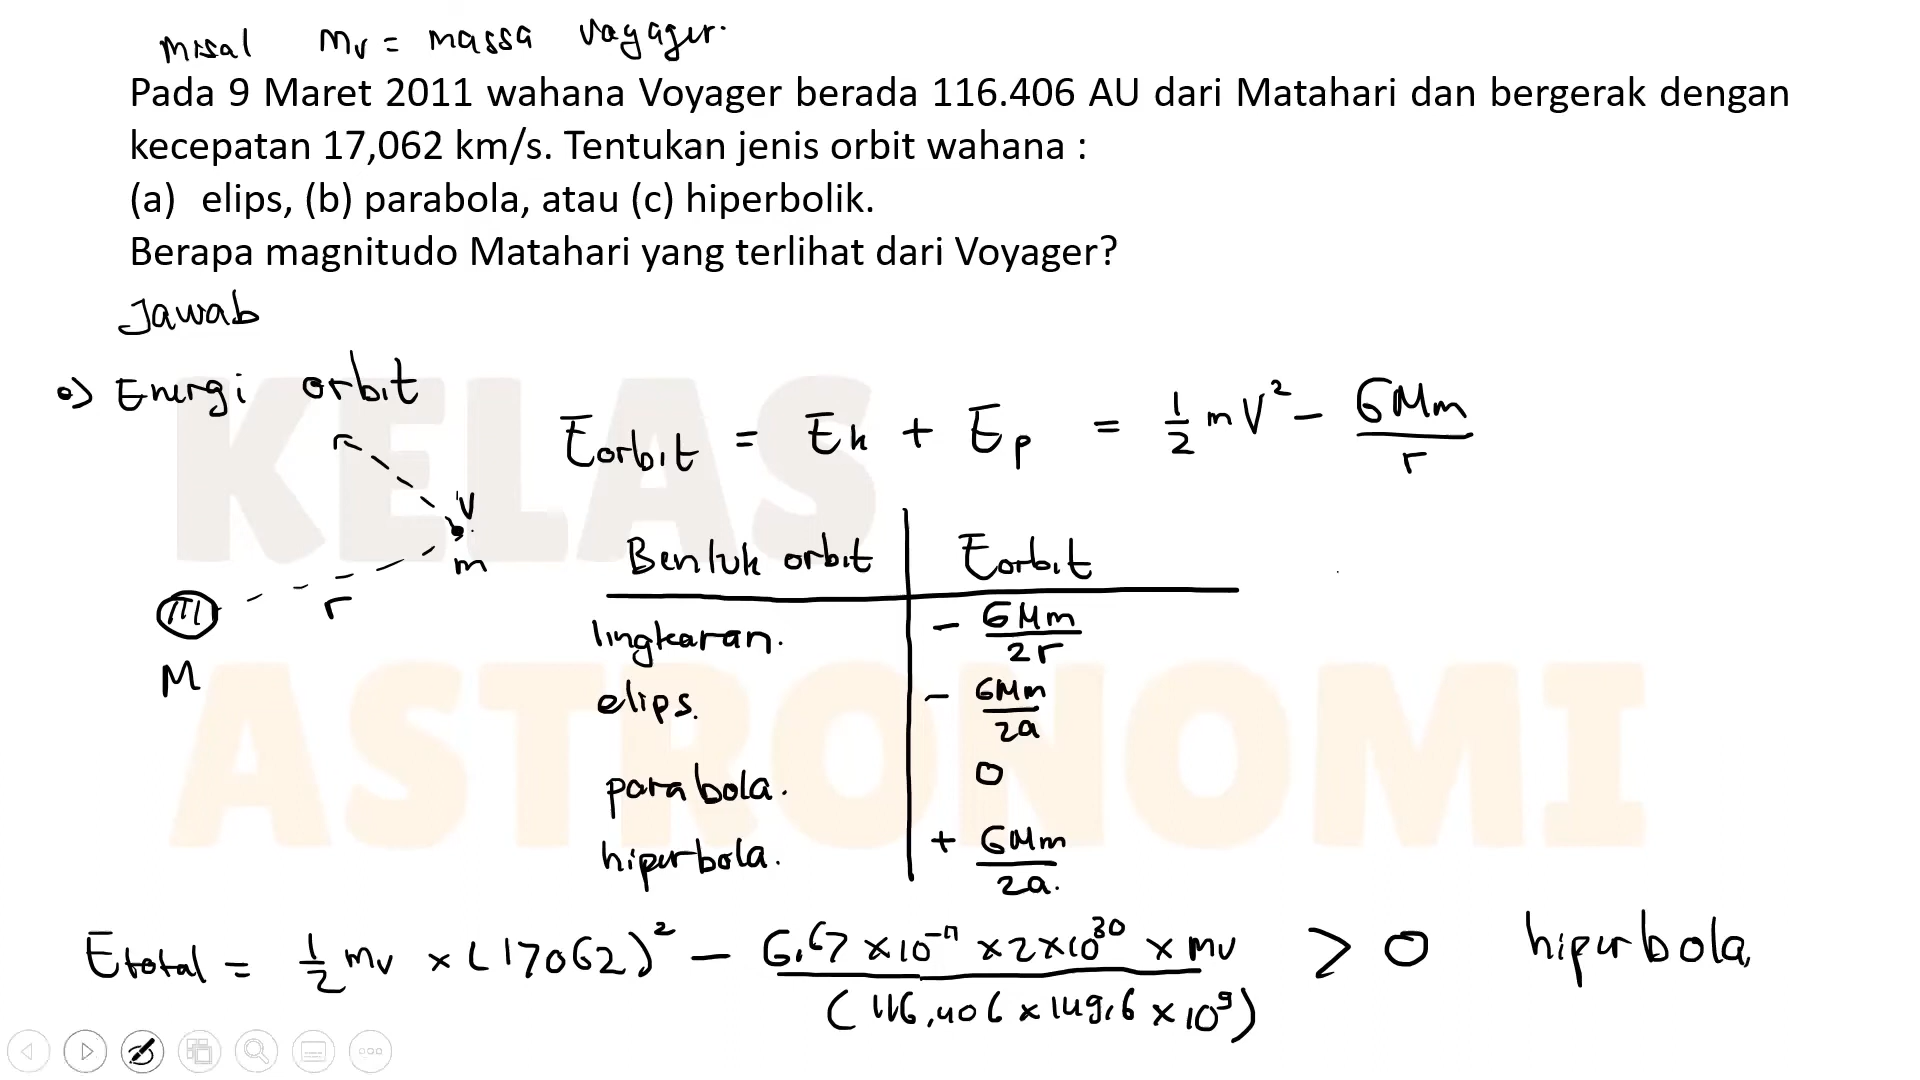 Misal mv = massa Voyager.
Pada 9 Maret 2011 wahana Voyager berada 116.406 AU dari Matahari dan bergerak dengan
kecepatan 17,062 km/s. Tentukan jenis orbit wahana :
(a) elips, (b) parabola, atau (c) hiperbolik.
Berapa magnitudo Matahari yang terlihat dari Voyager?
Jawab
•) Energi orbit
Eorbit = Ek + Ep = 1/2 mV² − GMm/r
V
m
r
M
Bentuk orbit | Eorbit
lingkaran. | − GMm/2r
elips. | − GMm/2a
parabola. | 0
hiperbola. | + GMm/2a.
Etotal = 1/2 mv × (17062)² − 6,67 × 10⁻¹¹ × 2 × 10³⁰ × mv / (116,406 × 149,6 × 10⁹) > 0 hiperbola,
KELAS
ASTRONOMI